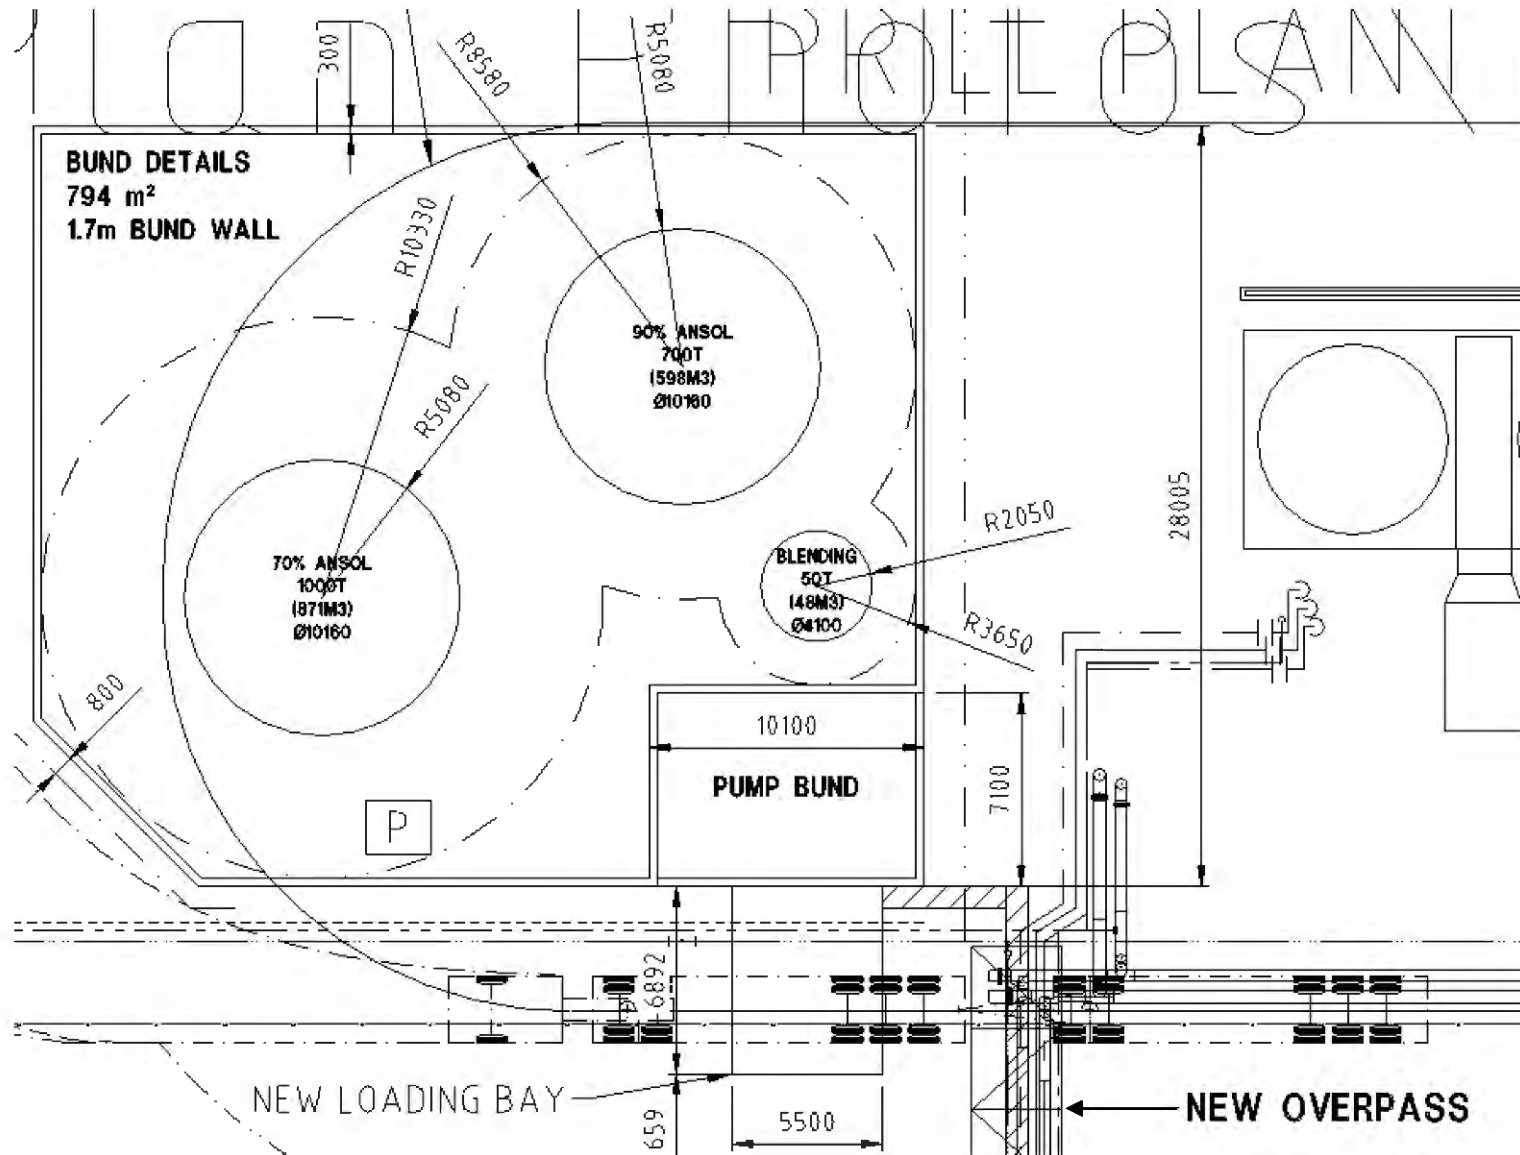 PRILL PLANT
300
R8580
R5080
BUND DETAILS
794 m²
1.7m BUND WALL
R10330
90% ANSOL
700T
(598M3)
Ø10160
R5080
28005
R2050
BLENDING
50T
(48M3)
Ø4100
70% ANSOL
1000T
(871M3)
Ø10160
R3650
800
10100
PUMP BUND
7100
P
6892
NEW LOADING BAY
659
5500
NEW OVERPASS